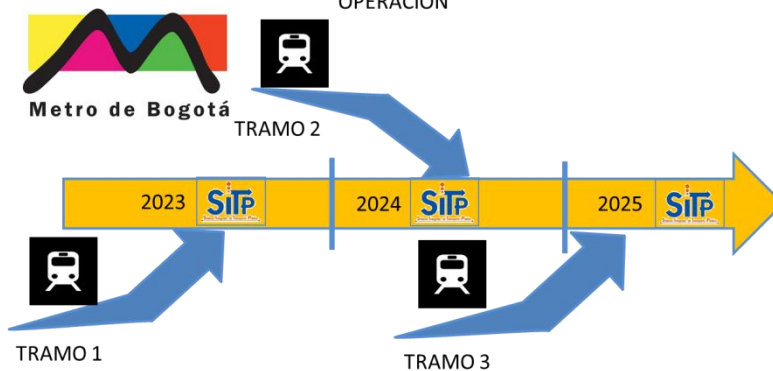 OPERACIÓN
Metro de Bogotá
TRAMO 2
2023 SiTP 2024 SiTP 2025 SiTP
TRAMO 1
TRAMO 3